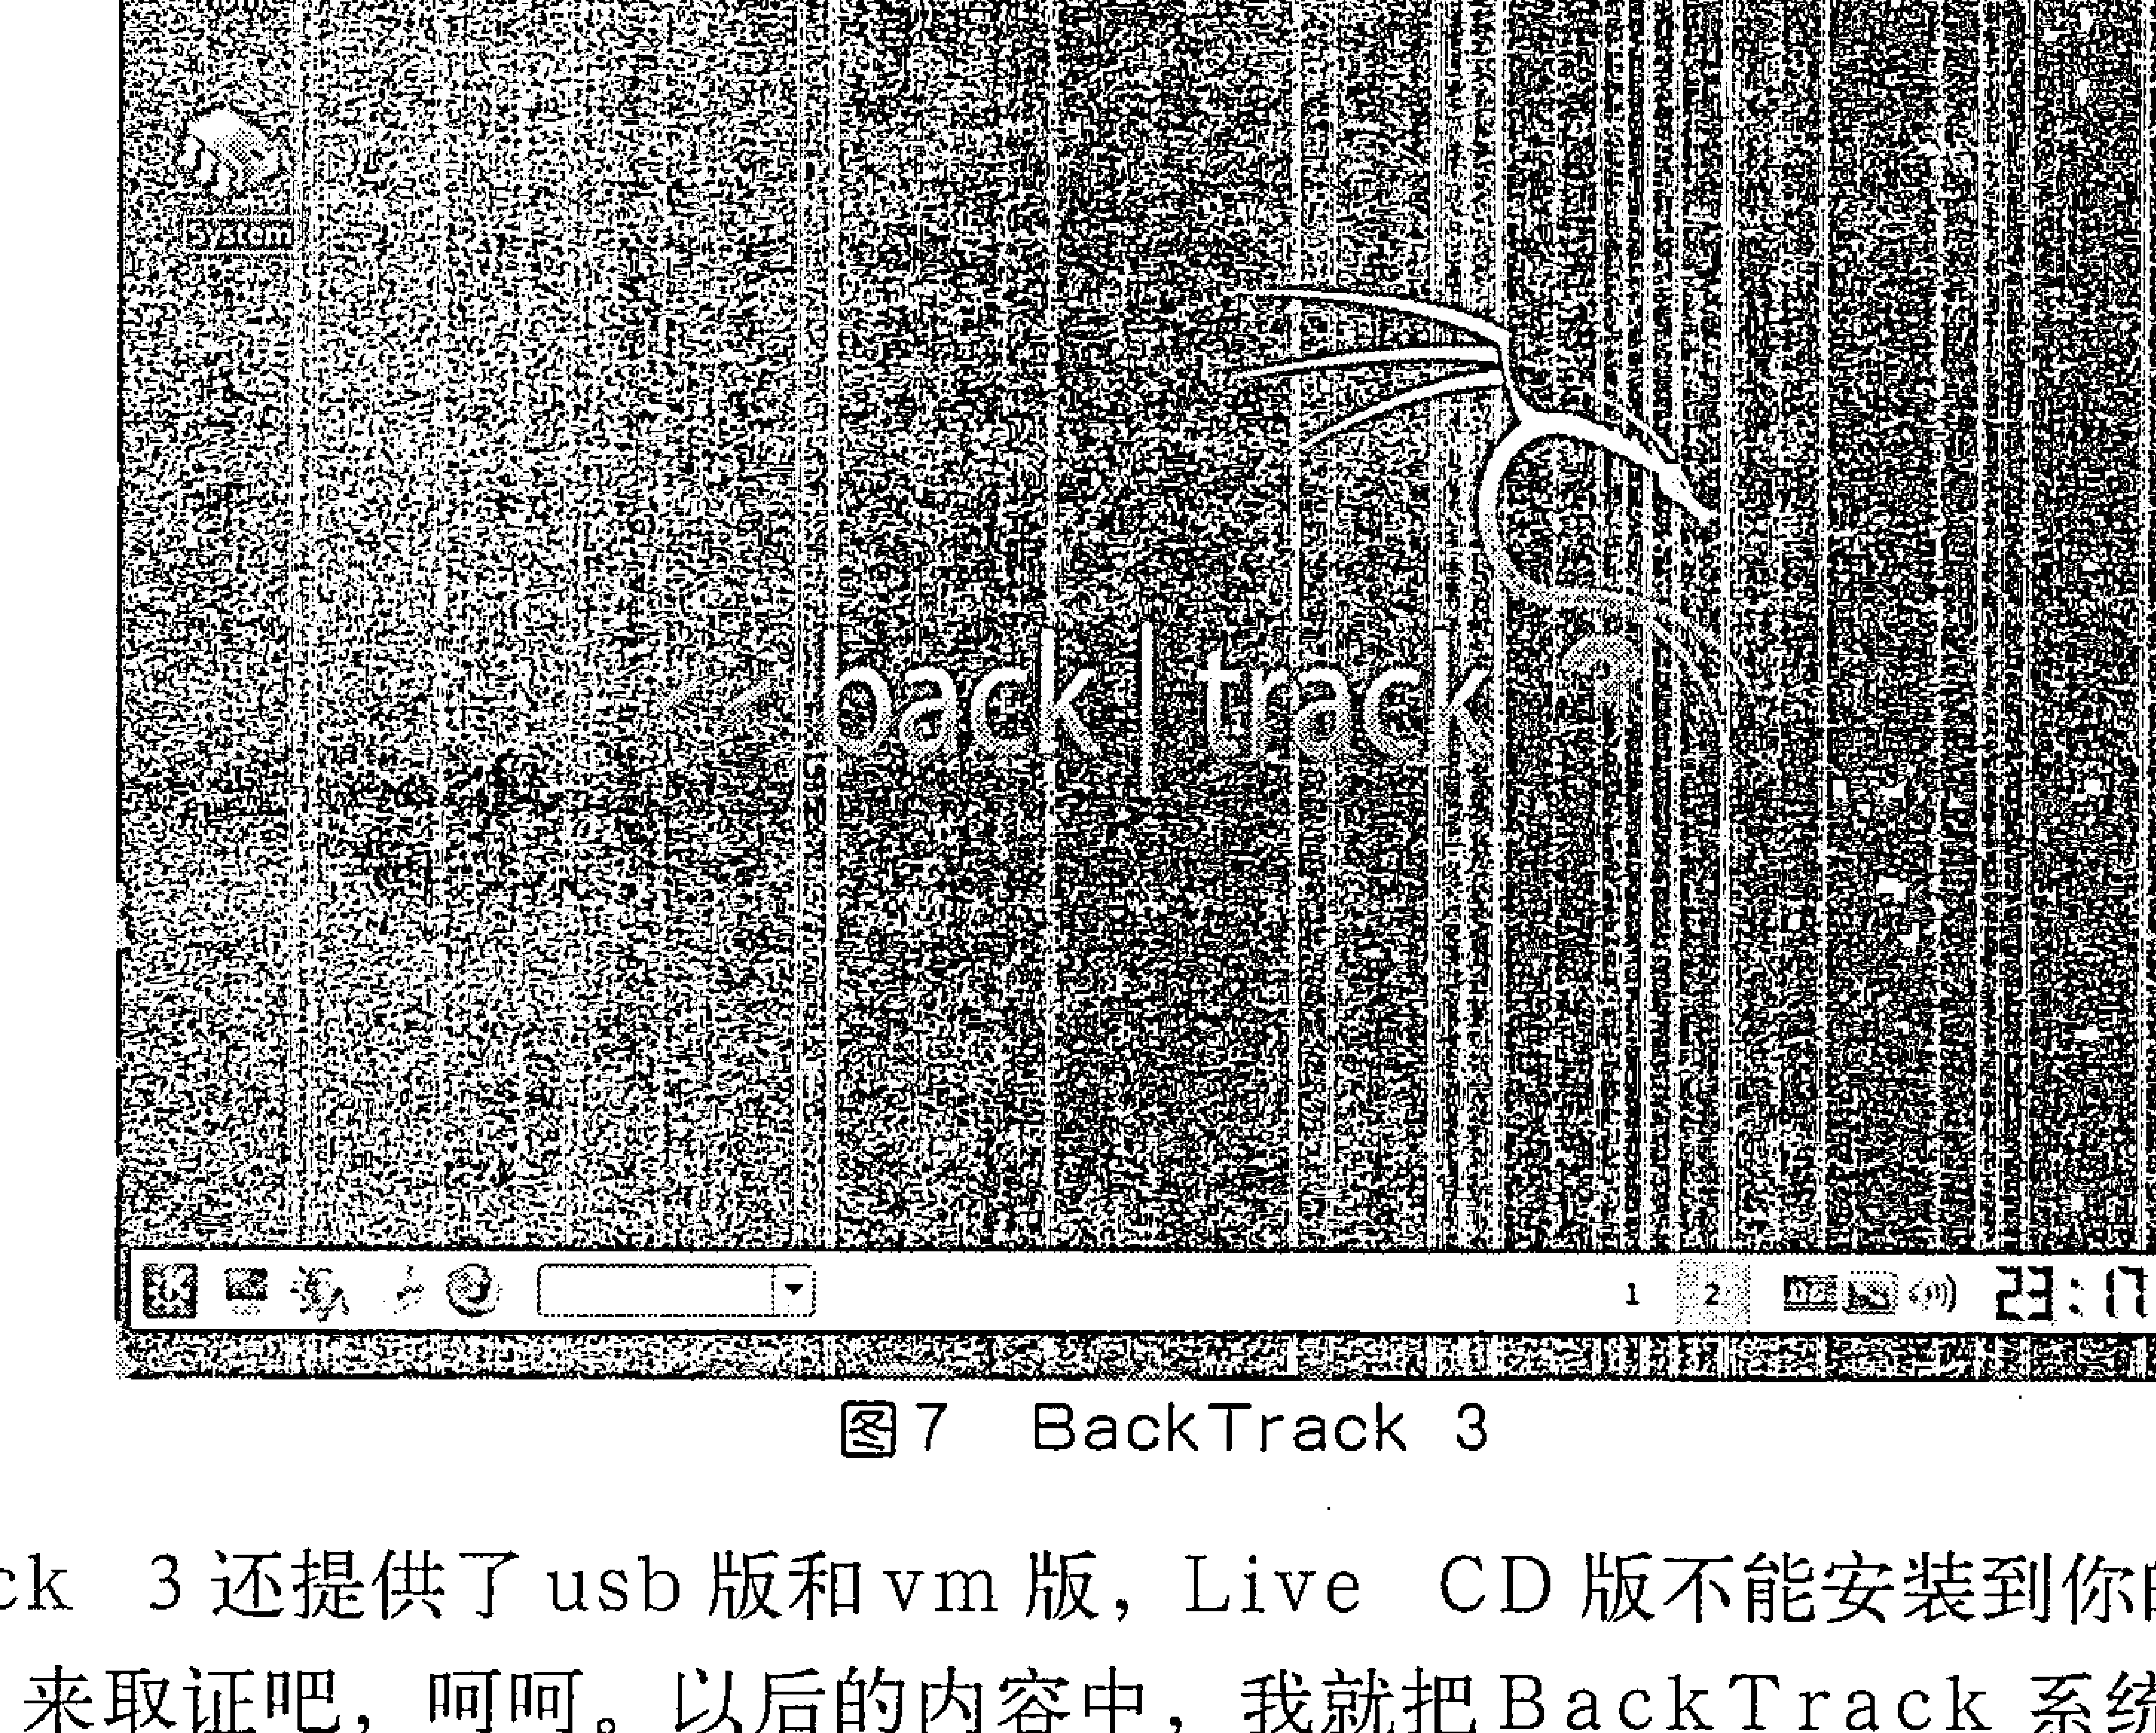 System
<< back | track 3
1 2 23:17
图7 BackTrack 3
ck 3还提供了usb版和vm版，Live CD版不能安装到你的
来取证吧，呵呵。以后的内容中，我就把BackTrack系统